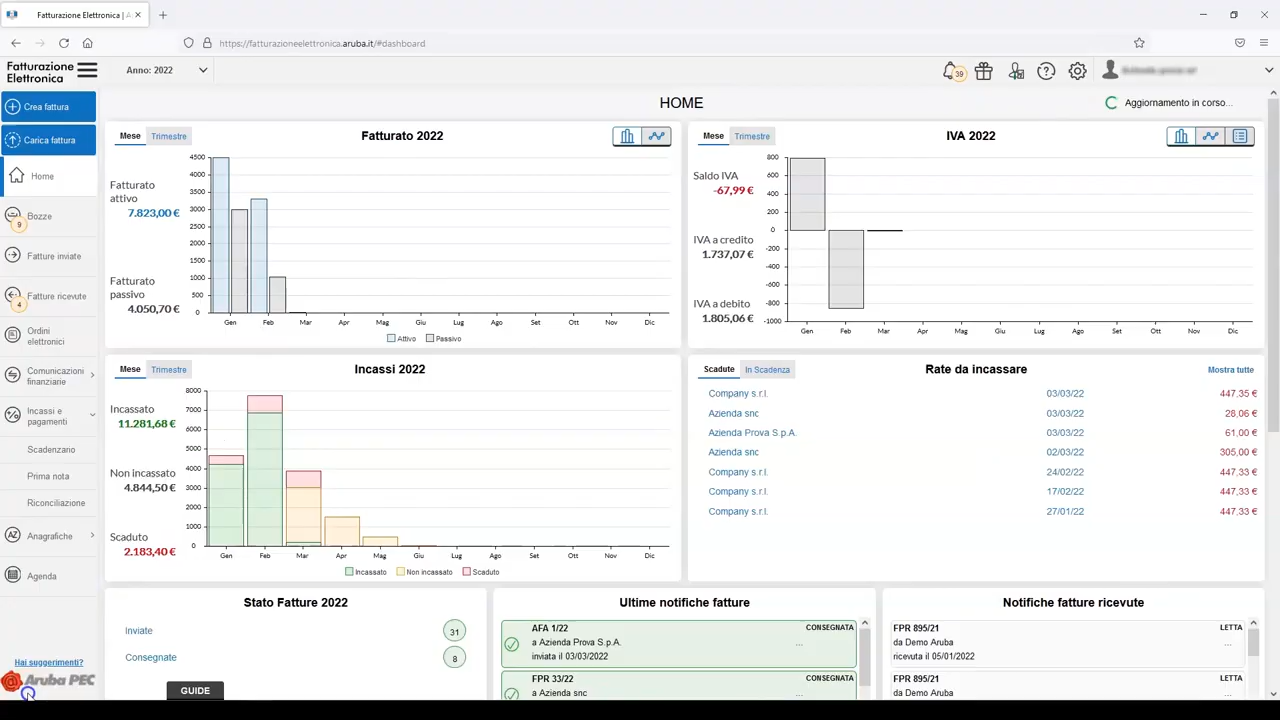 Fatturazione Elettronica | A
https://fatturazioneelettronica.aruba.it/#dashboard
Fatturazione
Elettronica
Anno: 2022
39
Crea fattura
Carica fattura
Home
Bozze
9
Fatture inviate
Fatture ricevute
4
Ordini
elettronici
Comunicazioni
finanziarie
Incassi e
pagamenti
Scadenzano
Prima nota
Riconciliazione
Anagrafiche
Agenda
Hai suggerimenti?
Aruba PEC
HOME
Aggiornamento in corso...
Mese
Trimestre
Fatturato 2022
Fatturato
attivo
7.823,00 €
Fatturato
passivo
4.050,70 €
4500
4000
3500
3000
2500
2000
1500
1000
500
0
Gen Feb Mar Apr Mag Giu Lug Ago Set Ott Nov Dic
Attivo Passivo
Mese
Trimestre
IVA 2022
Saldo IVA
-67,99 €
IVA a credito
1.737,07 €
IVA a debito
1.805,06 €
800
600
400
200
0
-200
-400
-600
-800
-1000
Gen Feb Mar Apr Mag Giu Lug Ago Set Ott Nov Dic
Mese
Trimestre
Incassi 2022
Incassato
11.281,68 €
Non incassato
4.844,50 €
Scaduto
2.183,40 €
8000
7000
6000
5000
4000
3000
2000
1000
0
Gen Feb Mar Apr Mag Giu Lug Ago Set Ott Nov Dic
Incassato Non incassato Scaduto
Scadute
In Scadenza
Rate da incassare
Mostra tutte
Company s.r.l. 03/03/22 447,35 €
Azienda snc 03/03/22 28,06 €
Azienda Prova S.p.A. 03/03/22 61,00 €
Azienda snc 02/03/22 305,00 €
Company s.r.l. 24/02/22 447,33 €
Company s.r.l. 17/02/22 447,33 €
Company s.r.l. 27/01/22 447,33 €
Stato Fatture 2022
Inviate 31
Consegnate 8
GUIDE
Ultime notifiche fatture
AFA 1/22 CONSEGNATA
a Azienda Prova S.p.A. ...
inviata il 03/03/2022
FPR 33/22 CONSEGNATA
a Azienda snc ...
Notifiche fatture ricevute
FPR 895/21 LETTA
da Demo Aruba ...
ricevuta il 05/01/2022
FPR 895/21 LETTA
da Demo Aruba ...